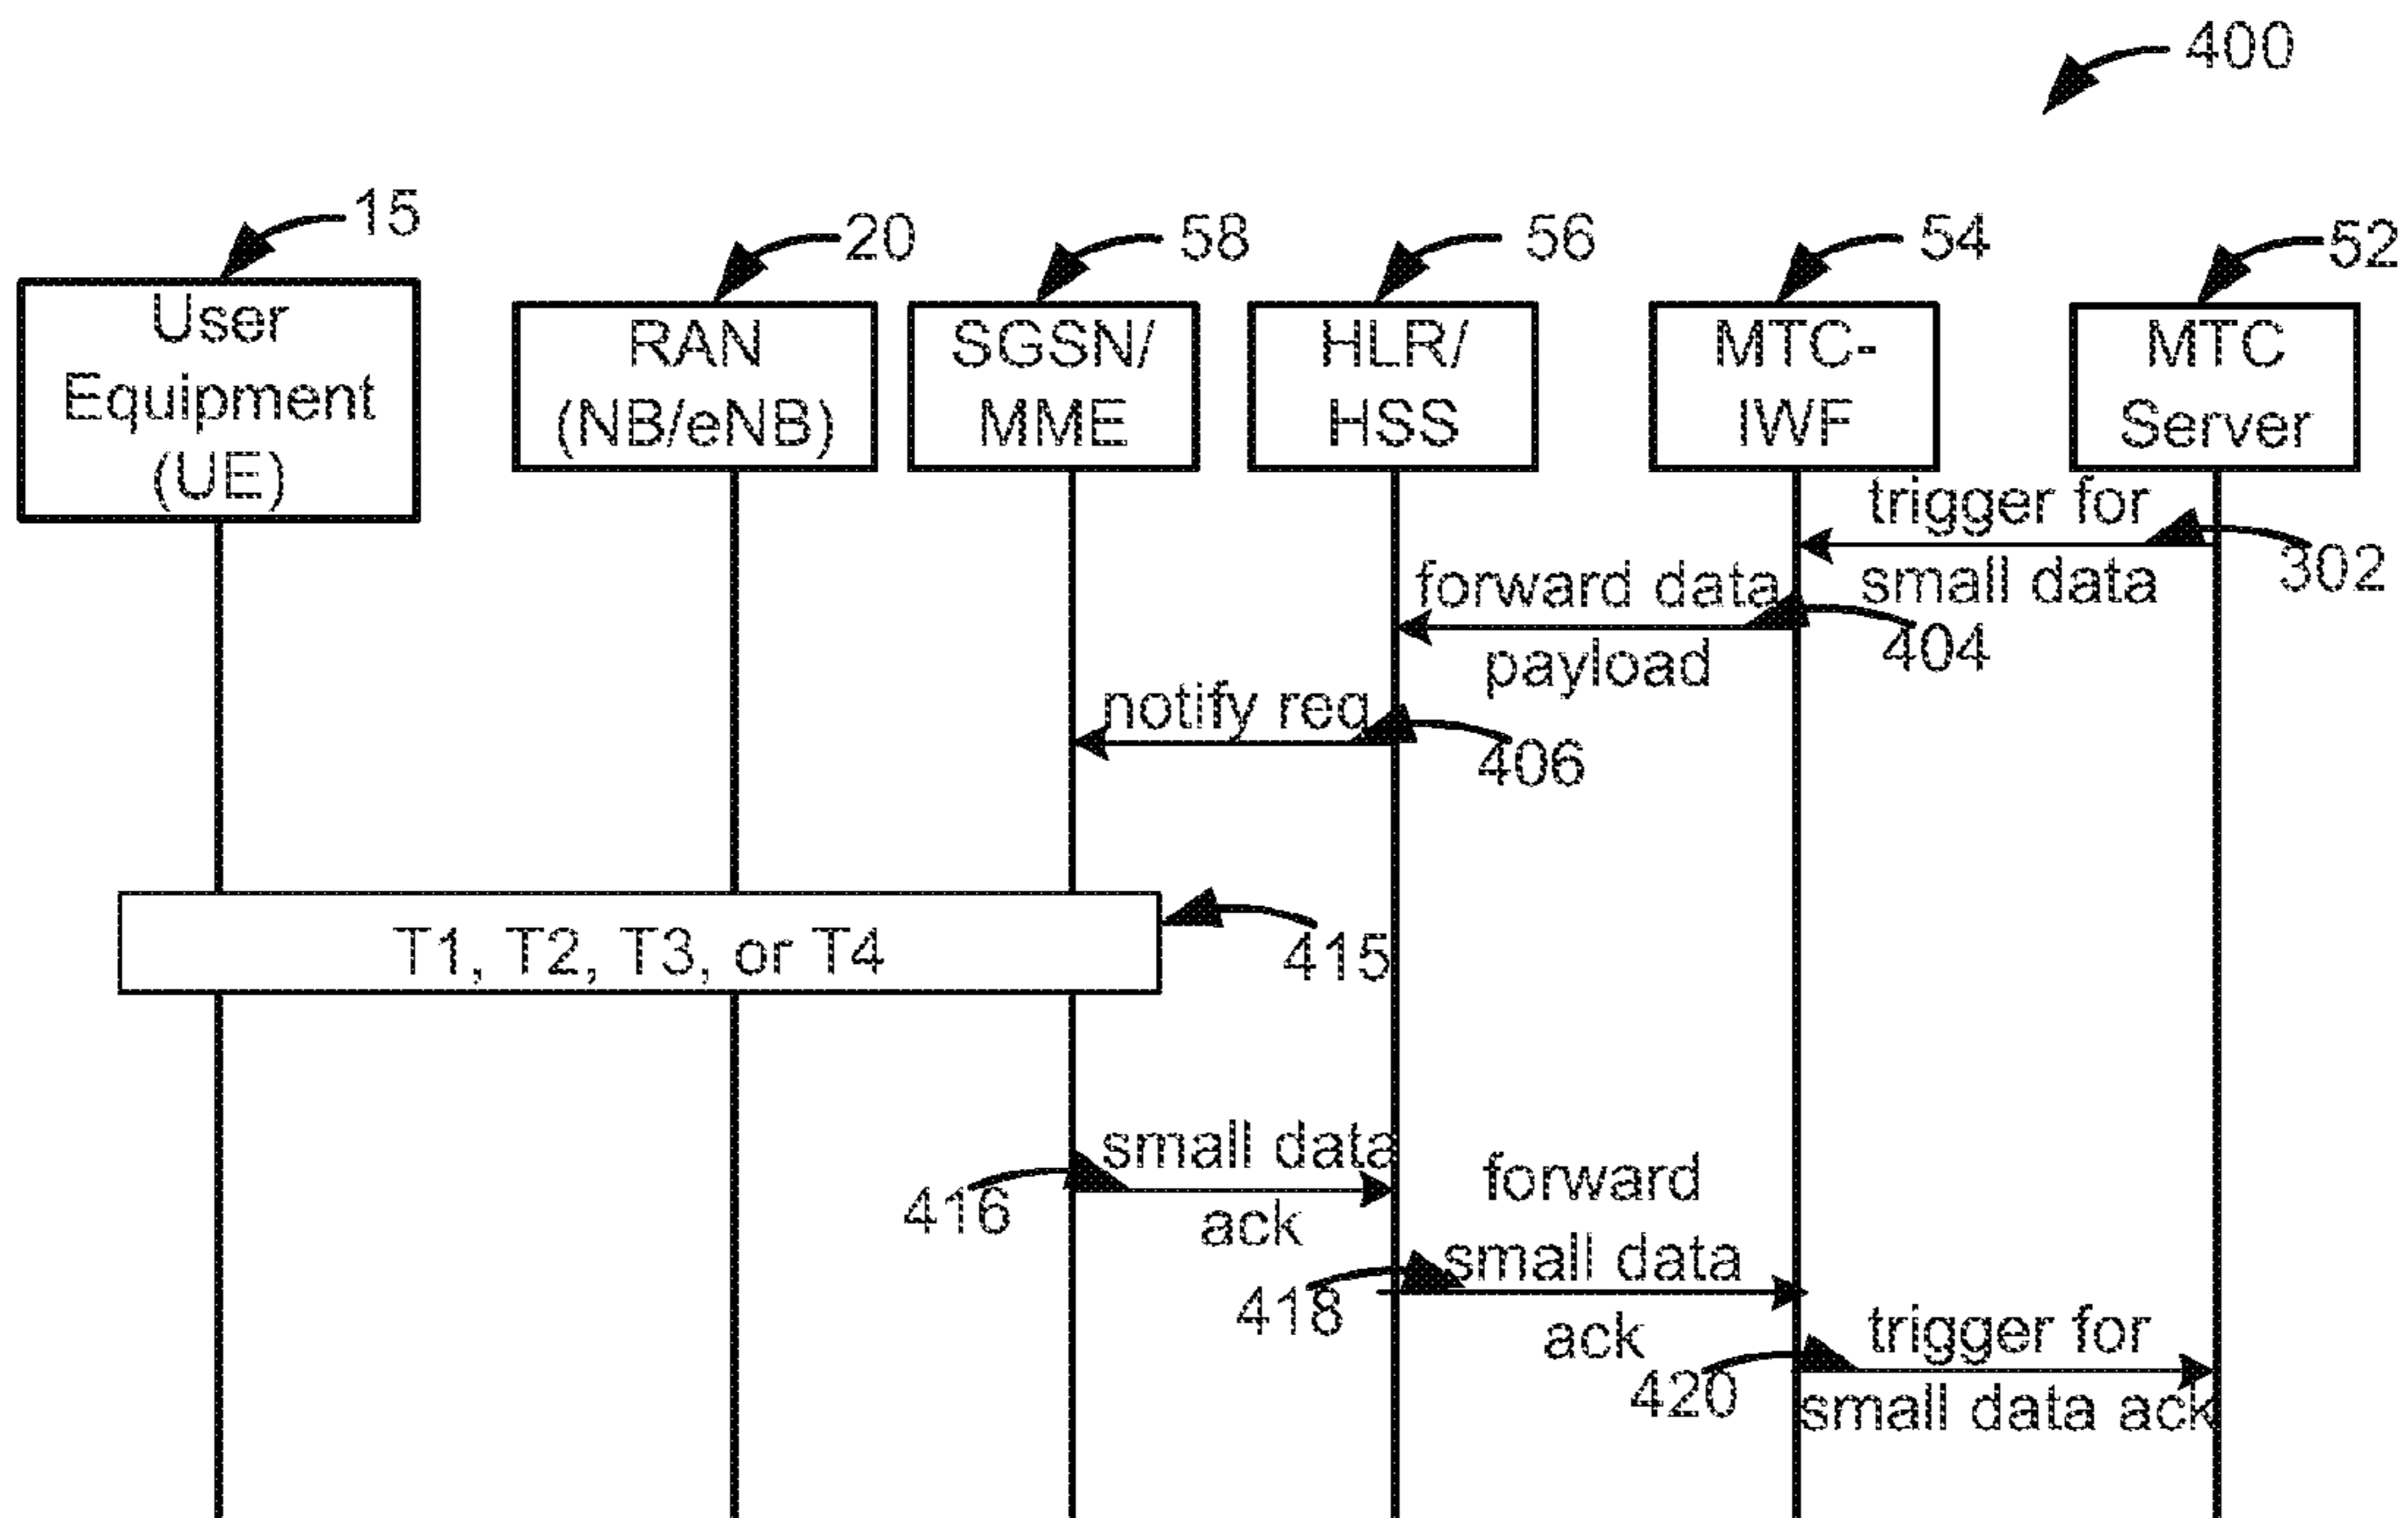 400
15
20
58
56
54
52
User
Equipment
(UE)
RAN
(NB/eNB)
SGSN/
MME
HLR/
HSS
MTC-
IWF
MTC
Server
trigger for
small data
302
forward data
payload
404
notify req
406
T1, T2, T3, or T4
415
small data
ack
416
forward
small data
ack
418
trigger for
small data ack
420